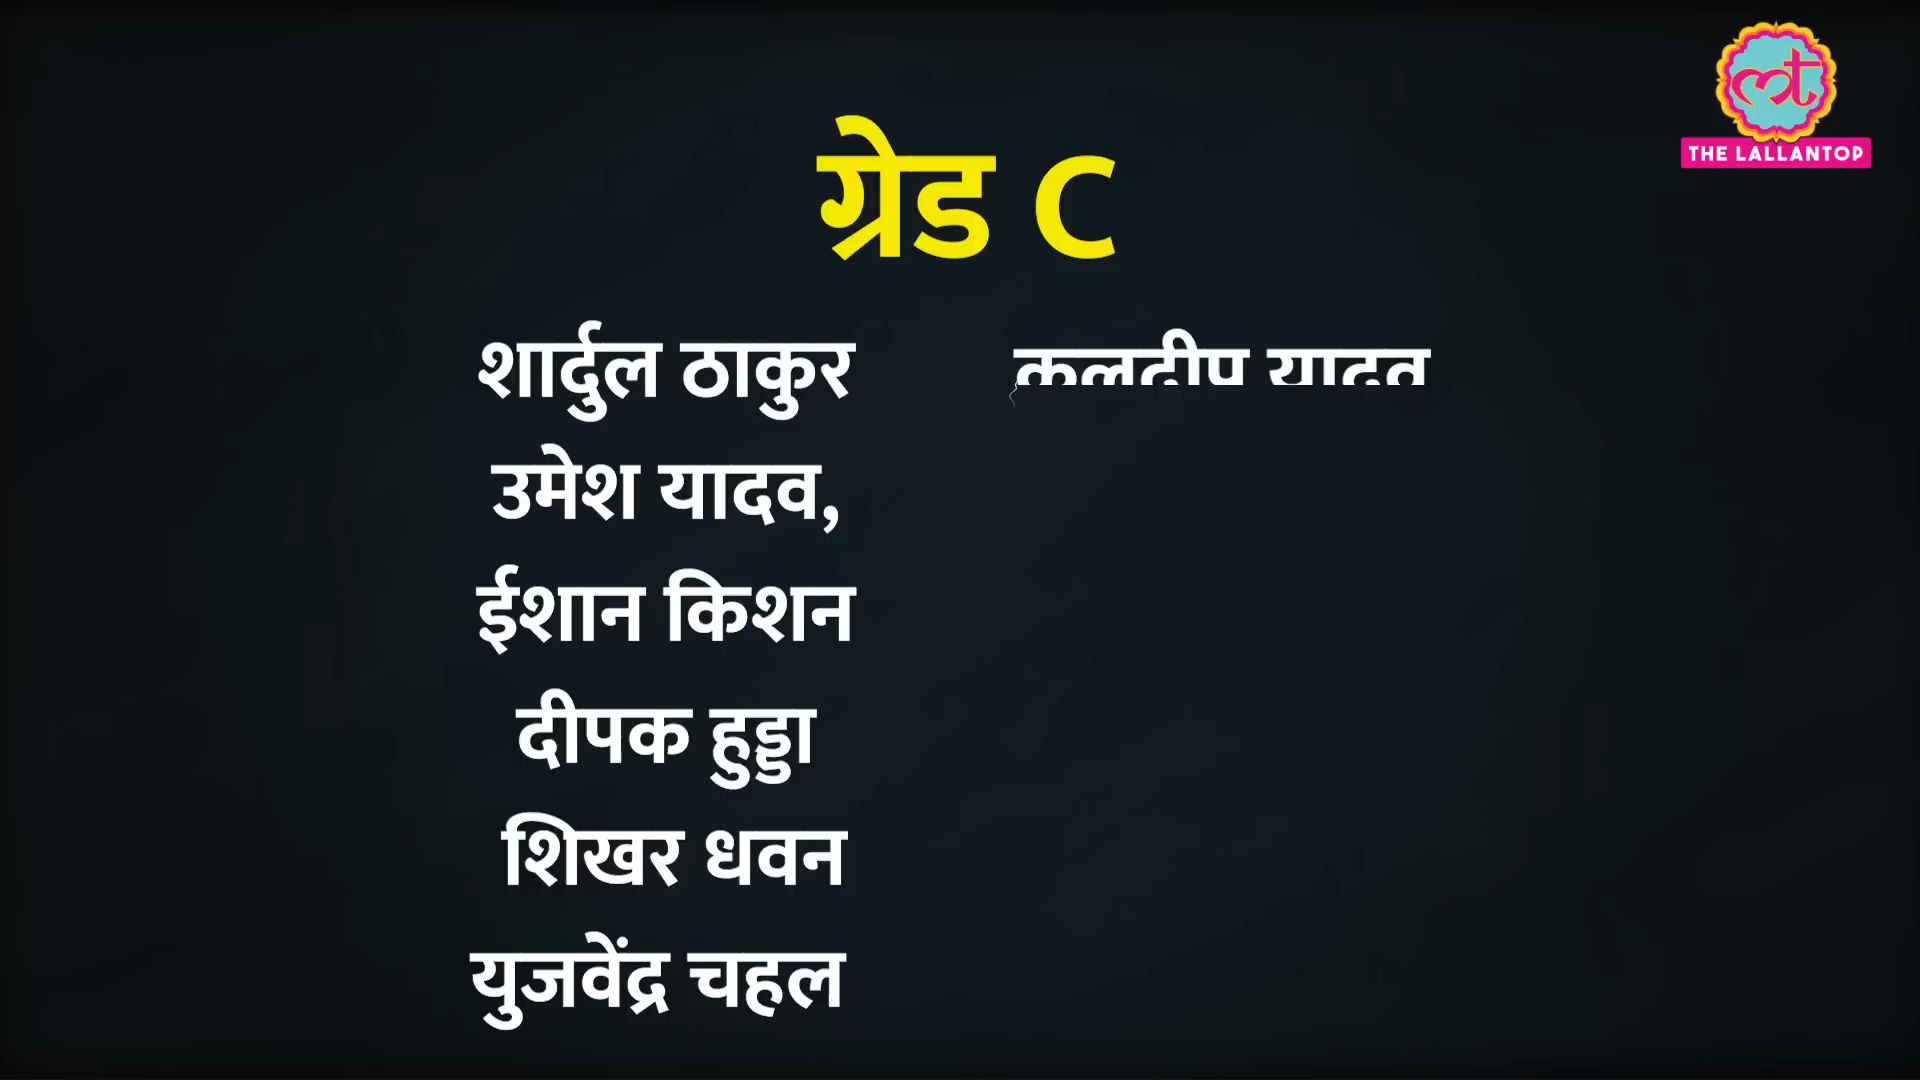 THE LALLANTOP
ग्रेड C
शार्दुल ठाकुर
उमेश यादव,
ईशान किशन
दीपक हुड्डा
शिखर धवन
युजवेंद्र चहल